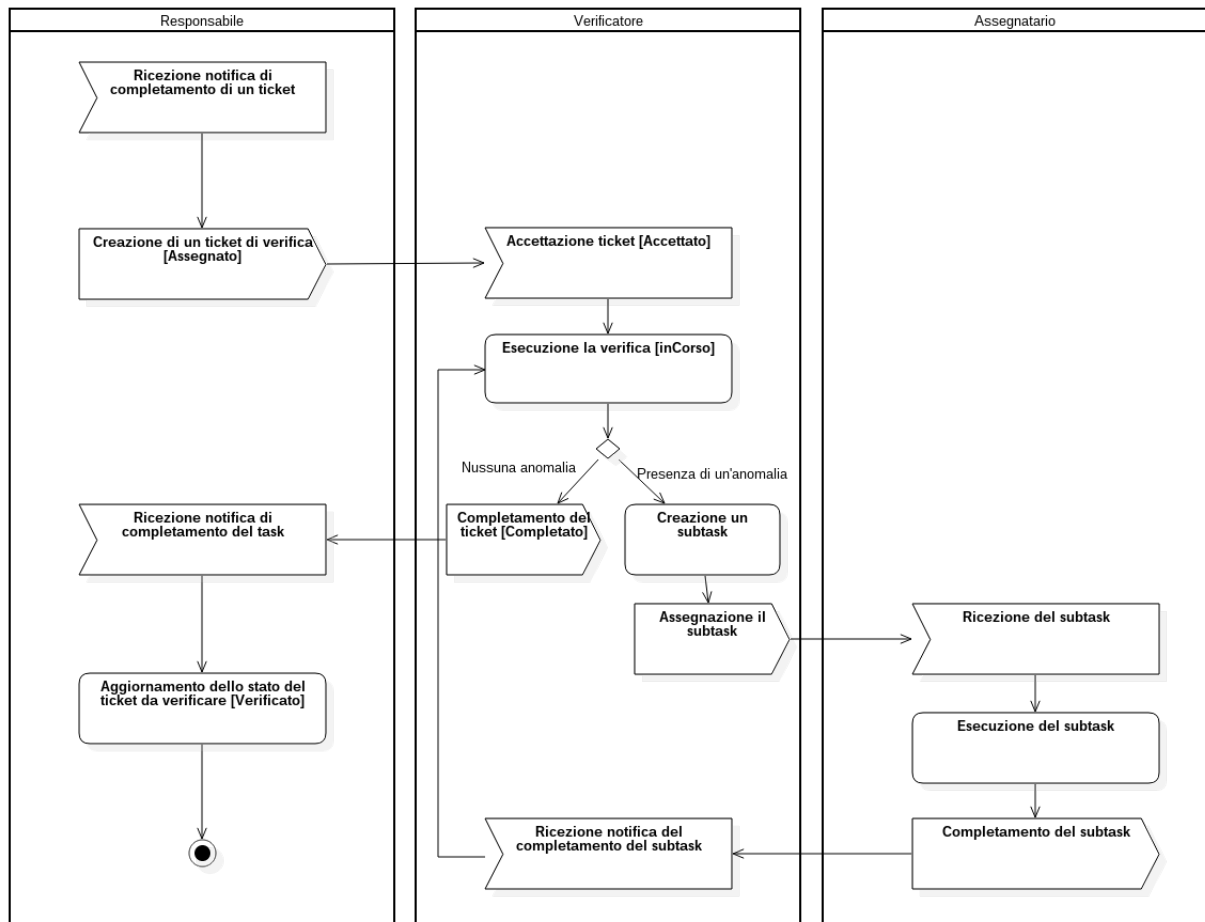 Responsabile
Verificatore
Assegnatario
Ricezione notifica di
completamento di un ticket
Creazione di un ticket di verifica
[Assegnato]
Accettazione ticket [Accettato]
Esecuzione la verifica [inCorso]
Nussuna anomalia
Presenza di un'anomalia
Ricezione notifica di
completamento del task
Completamento del
ticket [Completato]
Creazione un
subtask
Assegnazione il
subtask
Ricezione del subtask
Aggiornamento dello stato del
ticket da verificare [Verificato]
Esecuzione del subtask
Ricezione notifica del
completamento del subtask
Completamento del subtask